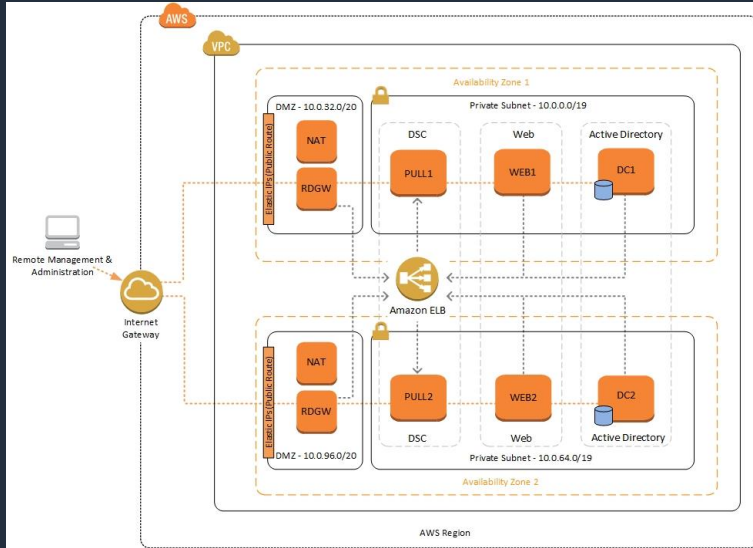 AWS
VPC
Availability Zone 1
DMZ - 10.0.32.0/20
Private Subnet - 10.0.0.0/19
Elastic IPs (Public Route)
NAT
RDGW
DSC
Web
Active Directory
PULL1
WEB1
DC1
Remote Management &
Administration
Internet
Gateway
Amazon ELB
Elastic IPs (Public Route)
NAT
RDGW
PULL2
WEB2
DC2
DSC
Web
Active Directory
DMZ - 10.0.96.0/20
Private Subnet - 10.0.64.0/19
Availability Zone 2
AWS Region